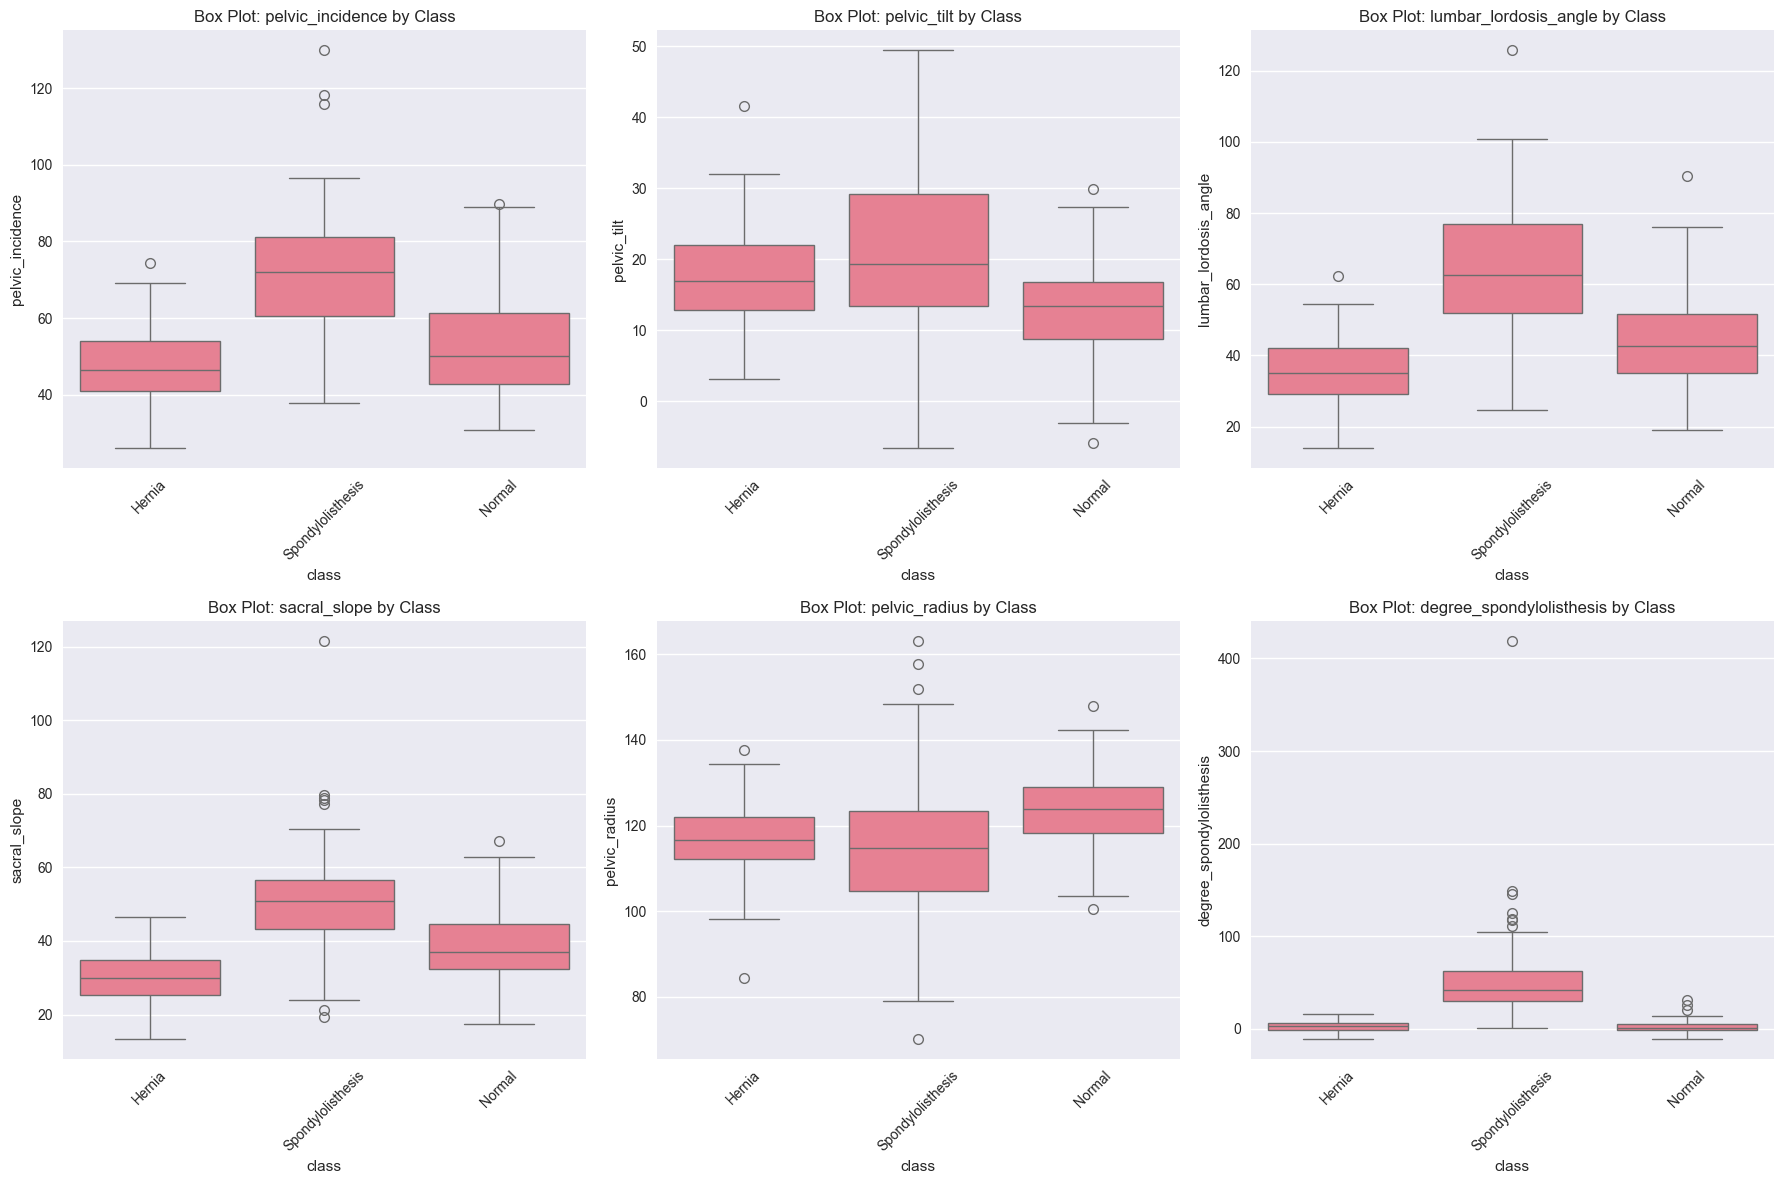 Box Plot: pelvic_incidence by Class
pelvic_incidence
120
100
80
60
40
Hernia
Spondylolisthesis
Normal
class
Box Plot: pelvic_tilt by Class
pelvic_tilt
50
40
30
20
10
0
Hernia
Spondylolisthesis
Normal
class
Box Plot: lumbar_lordosis_angle by Class
lumbar_lordosis_angle
120
100
80
60
40
20
Hernia
Spondylolisthesis
Normal
class
Box Plot: sacral_slope by Class
sacral_slope
120
100
80
60
40
20
Hernia
Spondylolisthesis
Normal
class
Box Plot: pelvic_radius by Class
pelvic_radius
160
140
120
100
80
Hernia
Spondylolisthesis
Normal
class
Box Plot: degree_spondylolisthesis by Class
degree_spondylolisthesis
400
300
200
100
0
Hernia
Spondylolisthesis
Normal
class